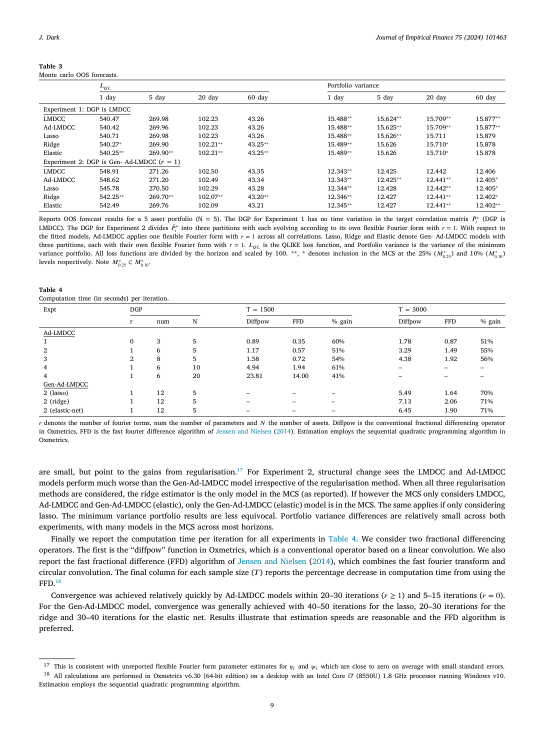 J. Dark
Journal of Empirical Finance 75 (2024) 101463
Table 3
Monte carlo OOS forecasts.
L_QL Portfolio variance
1 day 5 day 20 day 60 day 1 day 5 day 20 day 60 day
Experiment 1: DGP is LMDCC
LMDCC 540.47 269.98 102.23 43.26 15.488** 15.624** 15.709** 15.877**
Ad-LMDCC 540.42 269.96 102.23 43.26 15.488** 15.625** 15.709** 15.877**
Lasso 540.71 269.98 102.23 43.26 15.488** 15.626** 15.711 15.879
Ridge 540.27* 269.90 102.21** 43.25** 15.489** 15.626 15.710* 15.878
Elastic 540.25** 269.90** 102.21** 43.25** 15.489** 15.626 15.710* 15.878
Experiment 2: DGP is Gen- Ad-LMDCC (r = 1)
LMDCC 548.91 271.26 102.50 43.35 12.343** 12.425 12.442 12.406
Ad-LMDCC 548.62 271.20 102.49 43.34 12.343** 12.425** 12.441** 12.405*
Lasso 545.78 270.50 102.29 43.28 12.344** 12.428 12.442** 12.405*
Ridge 542.25** 269.70** 102.07** 43.20** 12.346** 12.427 12.441** 12.402*
Elastic 542.49 269.76 102.09 43.21 12.345** 12.427 12.441** 12.402**
Reports OOS forecast results for a 5 asset portfolio (N = 5). The DGP for Experiment 1 has no time variation in the target correlation matrix (DGP is
LMDCC). The DGP of Experiment 2 divides into three partitions with each evolving according to its own flexible Fourier form with r = 1. With respect to
the fitted models, Ad-LMDCC applies one flexible Fourier form with r = 1 across all correlations. Lasso, Ridge and Elastic denote Gen- Ad-LMDCC models with
three partitions, each with their own flexible Fourier form with r = 1. L_QL is the QLIKE loss function, and Portfolio variance is the variance of the minimum
variance portfolio. All loss functions are divided by the horizon and scaled by 100. **, * denotes inclusion in the MCS at the 25% (M*_0.25) and 10% (M*_0.10)
levels respectively. Note M*_0.25 ⊂ M*_0.10.
Table 4
Computation time (in seconds) per iteration.
Expt DGP T = 1500 T = 3000
r num N Diffpow FFD % gain Diffpow FFD % gain
Ad-LMDCC
1 0 3 5 0.89 0.35 60% 1.78 0.87 51%
2 1 6 5 1.17 0.57 51% 3.29 1.49 55%
3 2 8 5 1.58 0.72 54% 4.38 1.92 56%
4 1 6 10 4.94 1.94 61% – – –
4 1 6 20 23.81 14.00 41% – – –
Gen-Ad-LMDCC
2 (lasso) 1 12 5 – – – 5.49 1.64 70%
2 (ridge) 1 12 5 – – – 7.13 2.06 71%
2 (elastic-net) 1 12 5 – – – 6.45 1.90 71%
r denotes the number of fourier terms, num the number of parameters and N the number of assets. Diffpow is the conventional fractional differencing operator
in Oxmetrics, FFD is the fast fourier difference algorithm of Jensen and Nielsen (2014). Estimation employs the sequential quadratic programming algorithm in
Oxmetrics.
are small, but point to the gains from regularisation.17 For Experiment 2, structural change sees the LMDCC and Ad-LMDCC
models perform much worse than the Gen-Ad-LMDCC model irrespective of the regularisation method. When all three regularisation
methods are considered, the ridge estimator is the only model in the MCS (as reported). If however the MCS only considers LMDCC,
Ad-LMDCC and Gen-Ad-LMDCC (elastic), only the Gen-Ad-LMDCC (elastic) model is in the MCS. The same applies if only considering
lasso. The minimum variance portfolio results are less equivocal. Portfolio variance differences are relatively small across both
experiments, with many models in the MCS across most horizons.
Finally we report the computation time per iteration for all experiments in Table 4. We consider two fractional differencing
operators. The first is the “diffpow” function in Oxmetrics, which is a conventional operator based on a linear convolution. We also
report the fast fractional difference (FFD) algorithm of Jensen and Nielsen (2014), which combines the fast fourier transform and
circular convolution. The final column for each sample size (T) reports the percentage decrease in computation time from using the
FFD.18
Convergence was achieved relatively quickly by Ad-LMDCC models within 20–30 iterations (r ≥ 1) and 5–15 iterations (r = 0).
For the Gen-Ad-LMDCC model, convergence was generally achieved with 40–50 iterations for the lasso, 20–30 iterations for the
ridge and 30–40 iterations for the elastic net. Results illustrate that estimation speeds are reasonable and the FFD algorithm is
preferred.
17 This is consistent with unreported flexible Fourier form parameter estimates for which are close to zero on average with small standard errors.
18 All calculations are performed in Oxmetrics v6.30 (64-bit edition) on a desktop with an Intel Core i7 (8550U) 1.8 GHz processor running Windows v10.
Estimation employs the sequential quadratic programming algorithm.
9